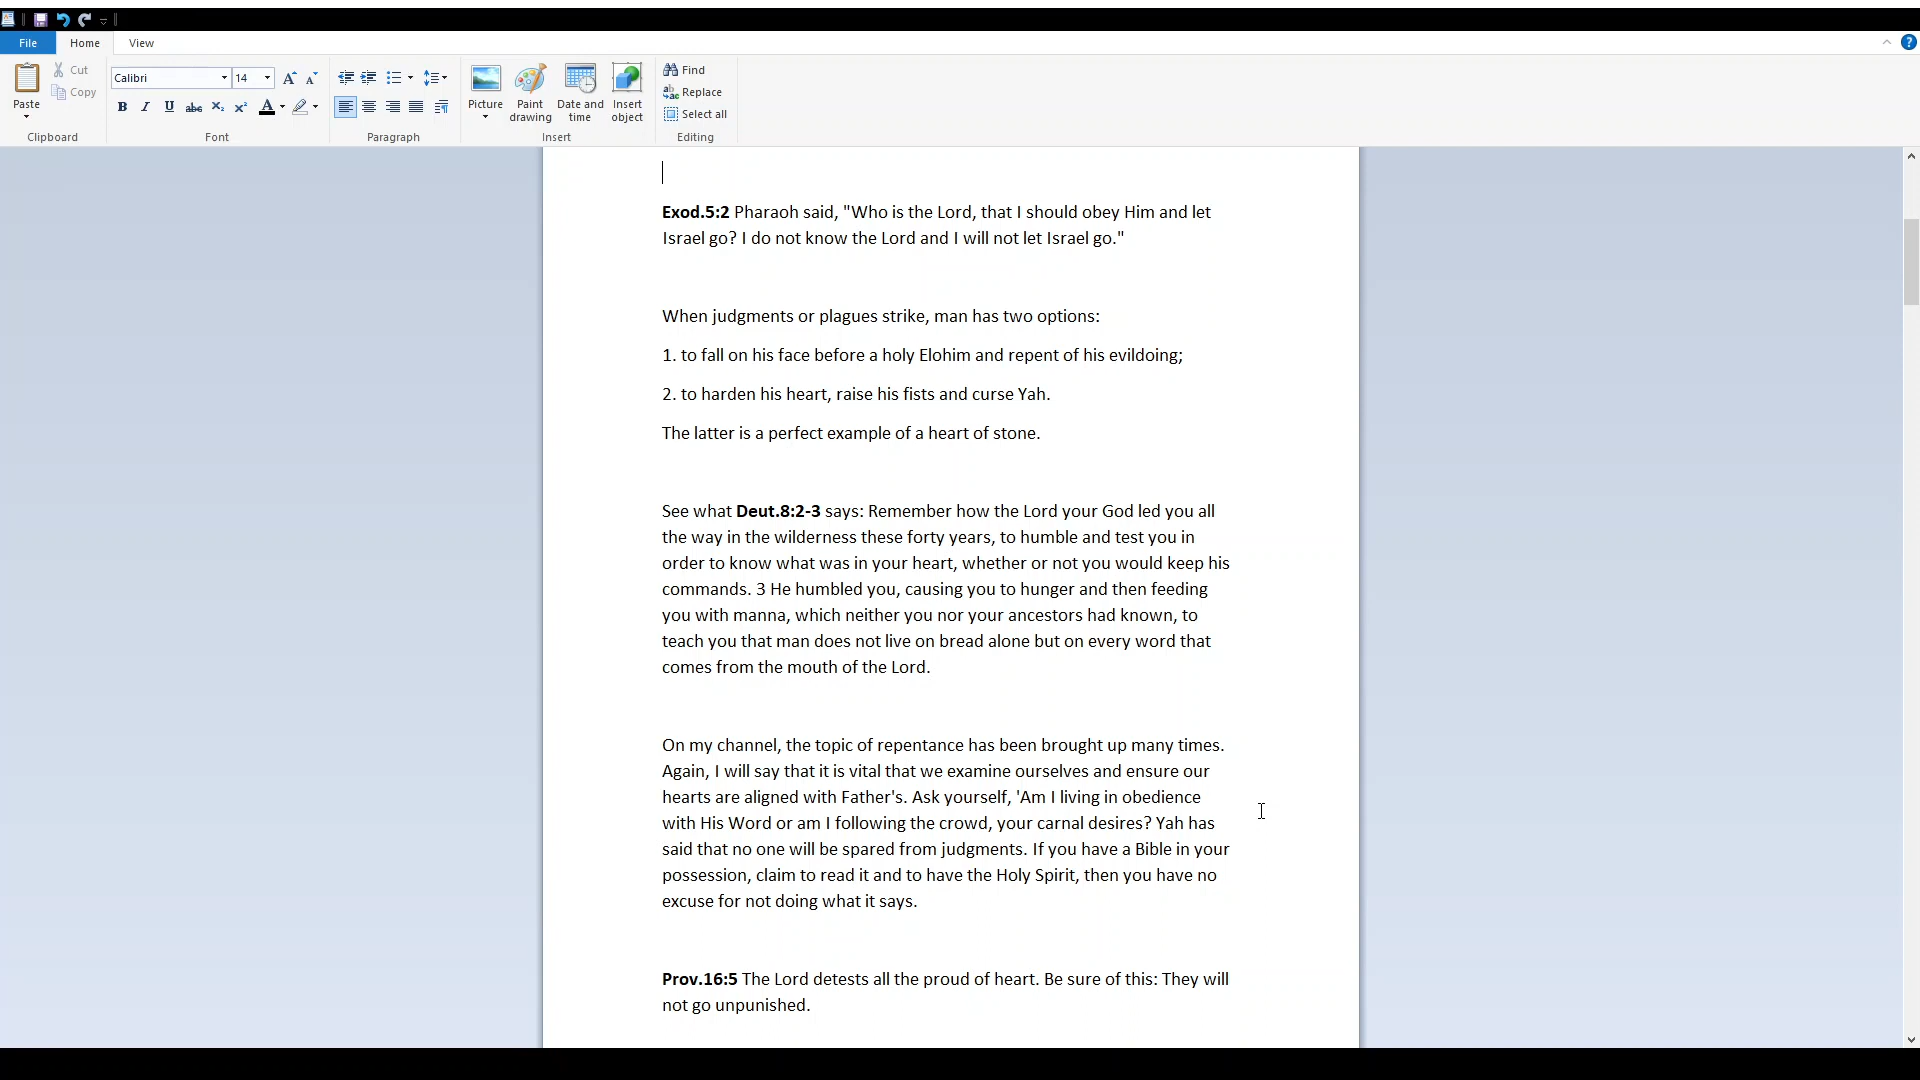 File Home View
Paste
Cut
Copy
Clipboard
Calibri 14
B I U abc X₂ X² A
Font
Paragraph
Picture
Paint drawing
Date and time
Insert object
Insert
Find
Replace
Select all
Editing
Exod.5:2 Pharaoh said, "Who is the Lord, that I should obey Him and let
Israel go? I do not know the Lord and I will not let Israel go."
When judgments or plagues strike, man has two options:
1. to fall on his face before a holy Elohim and repent of his evildoing;
2. to harden his heart, raise his fists and curse Yah.
The latter is a perfect example of a heart of stone.
See what Deut.8:2-3 says: Remember how the Lord your God led you all
the way in the wilderness these forty years, to humble and test you in
order to know what was in your heart, whether or not you would keep his
commands. 3 He humbled you, causing you to hunger and then feeding
you with manna, which neither you nor your ancestors had known, to
teach you that man does not live on bread alone but on every word that
comes from the mouth of the Lord.
On my channel, the topic of repentance has been brought up many times.
Again, I will say that it is vital that we examine ourselves and ensure our
hearts are aligned with Father's. Ask yourself, 'Am I living in obedience
with His Word or am I following the crowd, your carnal desires? Yah has
said that no one will be spared from judgments. If you have a Bible in your
possession, claim to read it and to have the Holy Spirit, then you have no
excuse for not doing what it says.
Prov.16:5 The Lord detests all the proud of heart. Be sure of this: They will
not go unpunished.